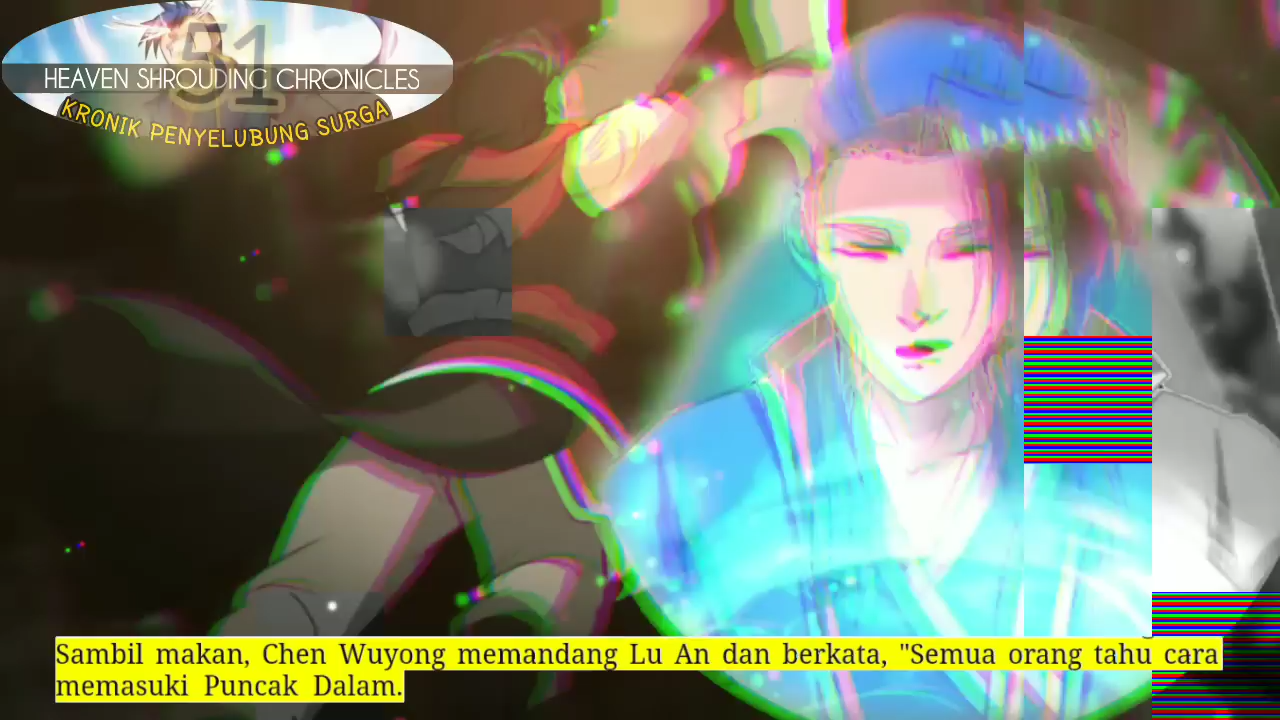 51
HEAVEN SHROUDING CHRONICLES
KRONIK PENYELUBUNG SURGA
Sambil makan, Chen Wuyong memandang Lu An dan berkata, "Semua orang tahu cara
memasuki Puncak Dalam.